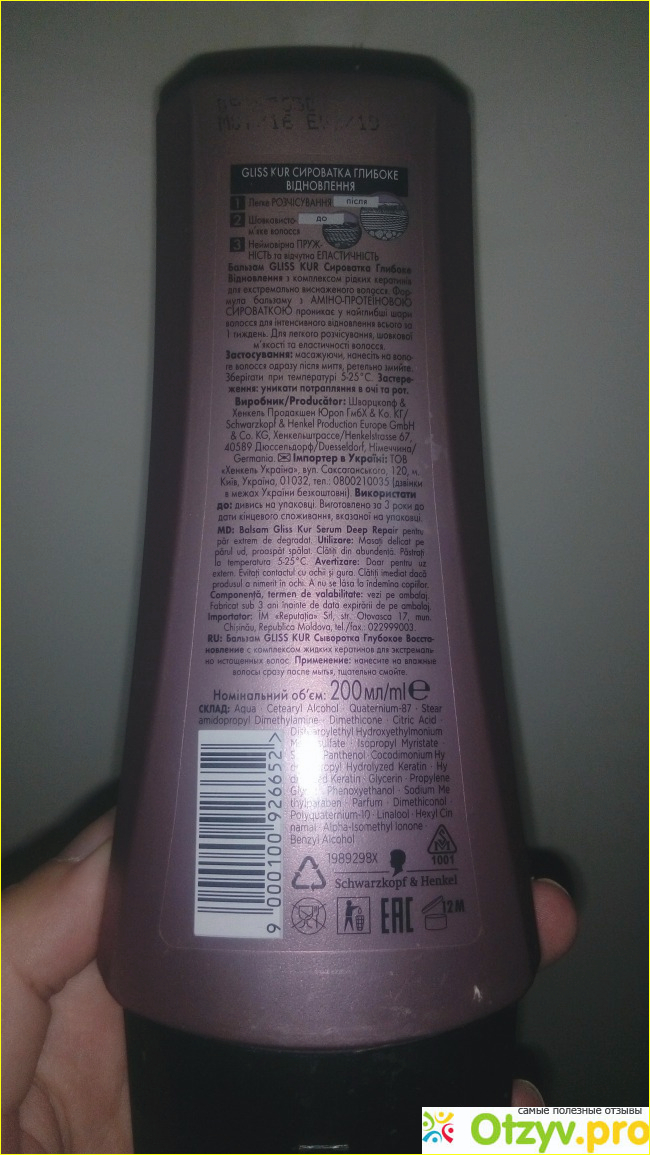 GLISS KUR СИРОВАТКА ГЛИБОКЕ
ВІДНОВЛЕННЯ
1 Легке РОЗЧІСУВАННЯ після
2 Шовковисто- до
м'яке волосся
3 Неймовірна ПРУЖ-
НІСТЬ та відчутна ЕЛАСТИЧНІСТЬ
Бальзам GLISS KUR Сироватка Глибоке
Відновлення з комплексом рідких кератинів
для екстремально виснаженого волосся. Фор-
мула бальзаму з АМІНО-ПРОТЕЇНОВОЮ
СИРОВАТКОЮ проникає у найглибші шари
волосся для інтенсивного відновлення всього за
1 тиждень. Для легкого розчісування, шовкової
м'якості та еластичності волосся.
Застосування: масажуючи, нанесіть на воло-
ге волосся одразу після миття, ретельно змийте.
Зберігати при температурі 5-25°C. Застере-
ження: уникати потрапляння в очі та рот.
Виробник/Producător: Шварцкопф &
Хенкель Продакшен Юроп ГмбХ & Ко. КГ/
Schwarzkopf & Henkel Production Europe GmbH
& Co. KG, Хенкельштрассе/Henkelstrasse 67,
40589 Дюссельдорф/Duesseldorf, Німеччина/
Germania. Імпортер в Україні: ТОВ
«Хенкель Україна», вул. Саксаганського, 120, м.
Київ, Україна, 01032, тел.: 0800210035 (дзвінки
в межах України безкоштовні). Використати
до: дивись на упаковці. Виготовлено за 3 роки до
дати кінцевого споживання, вказаної на упаковці.
MD: Balsam Gliss Kur Serum Deep Repair pentru
păr extrem de degradat. Utilizare: Masați delicat pe
părul ud, proaspăt spălat. Clătiți din abundență. Păstrați
la temperatura 5-25°C. Avertizare: Doar pentru uz
extern. Evitați contactul cu ochii și gura. Clătiți imediat dacă
produsul a nimerit în ochi. A nu se lăsa la îndemina copiilor.
Componență, termen de valabilitate: vezi pe ambalaj.
Fabricat sub 3 ani înainte de data expirării de pe ambalaj.
Importator: ÎM «Reputația» Srl, str. Otovasca 17, mun.
Chișinău, Republica Moldova, tel./fax.: 022999003.
RU: Бальзам GLISS KUR Сыворотка Глубокое Восста-
новление с комплексом жидких кератинов для экстремаль-
но истощенных волос. Применение: нанесите на влажные
волосы сразу после мытья, тщательно смойте.
Номінальний об'єм: 200 мл/ml e
СКЛАД: Aqua · Cetearyl Alcohol · Quaternium-87 · Stear
amidopropyl Dimethylamine · Dimethicone · Citric Acid ·
Distearoylethyl Hydroxyethylmonium
Isopropyl Myristate ·
Panthenol · Cocodimonium Hy
Hydrolyzed Keratin · Hy
Keratin · Glycerin · Propylene
Phenoxyethanol · Sodium Me
thylparaben · Parfum · Dimethiconol ·
Polyquaternium-10 · Linalool · Hexyl Cin
namal · Alpha-Isomethyl Ionone ·
Benzyl Alcohol
1989298X
1001
Schwarzkopf & Henkel
9 000100 926652 >
EAC
12M
самые полезные отзывы
Otzyv.pro